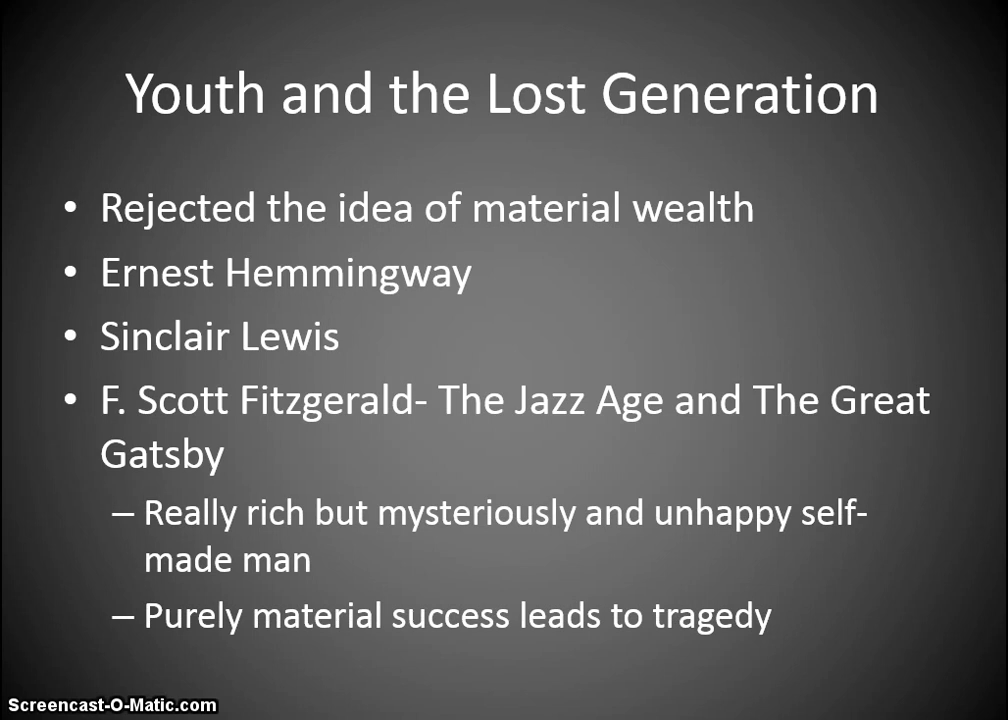 Youth and the Lost Generation
• Rejected the idea of material wealth
• Ernest Hemmingway
• Sinclair Lewis
• F. Scott Fitzgerald- The Jazz Age and The Great
Gatsby
– Really rich but mysteriously and unhappy self-
made man
– Purely material success leads to tragedy
Screencast-O-Matic.com